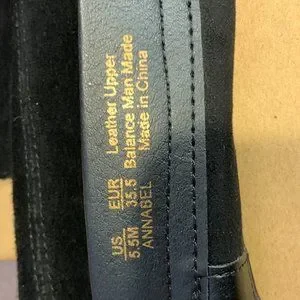 US EUR Leather Upper
5.5M 35.5 Balance Man Made
ANNABEL Made in China